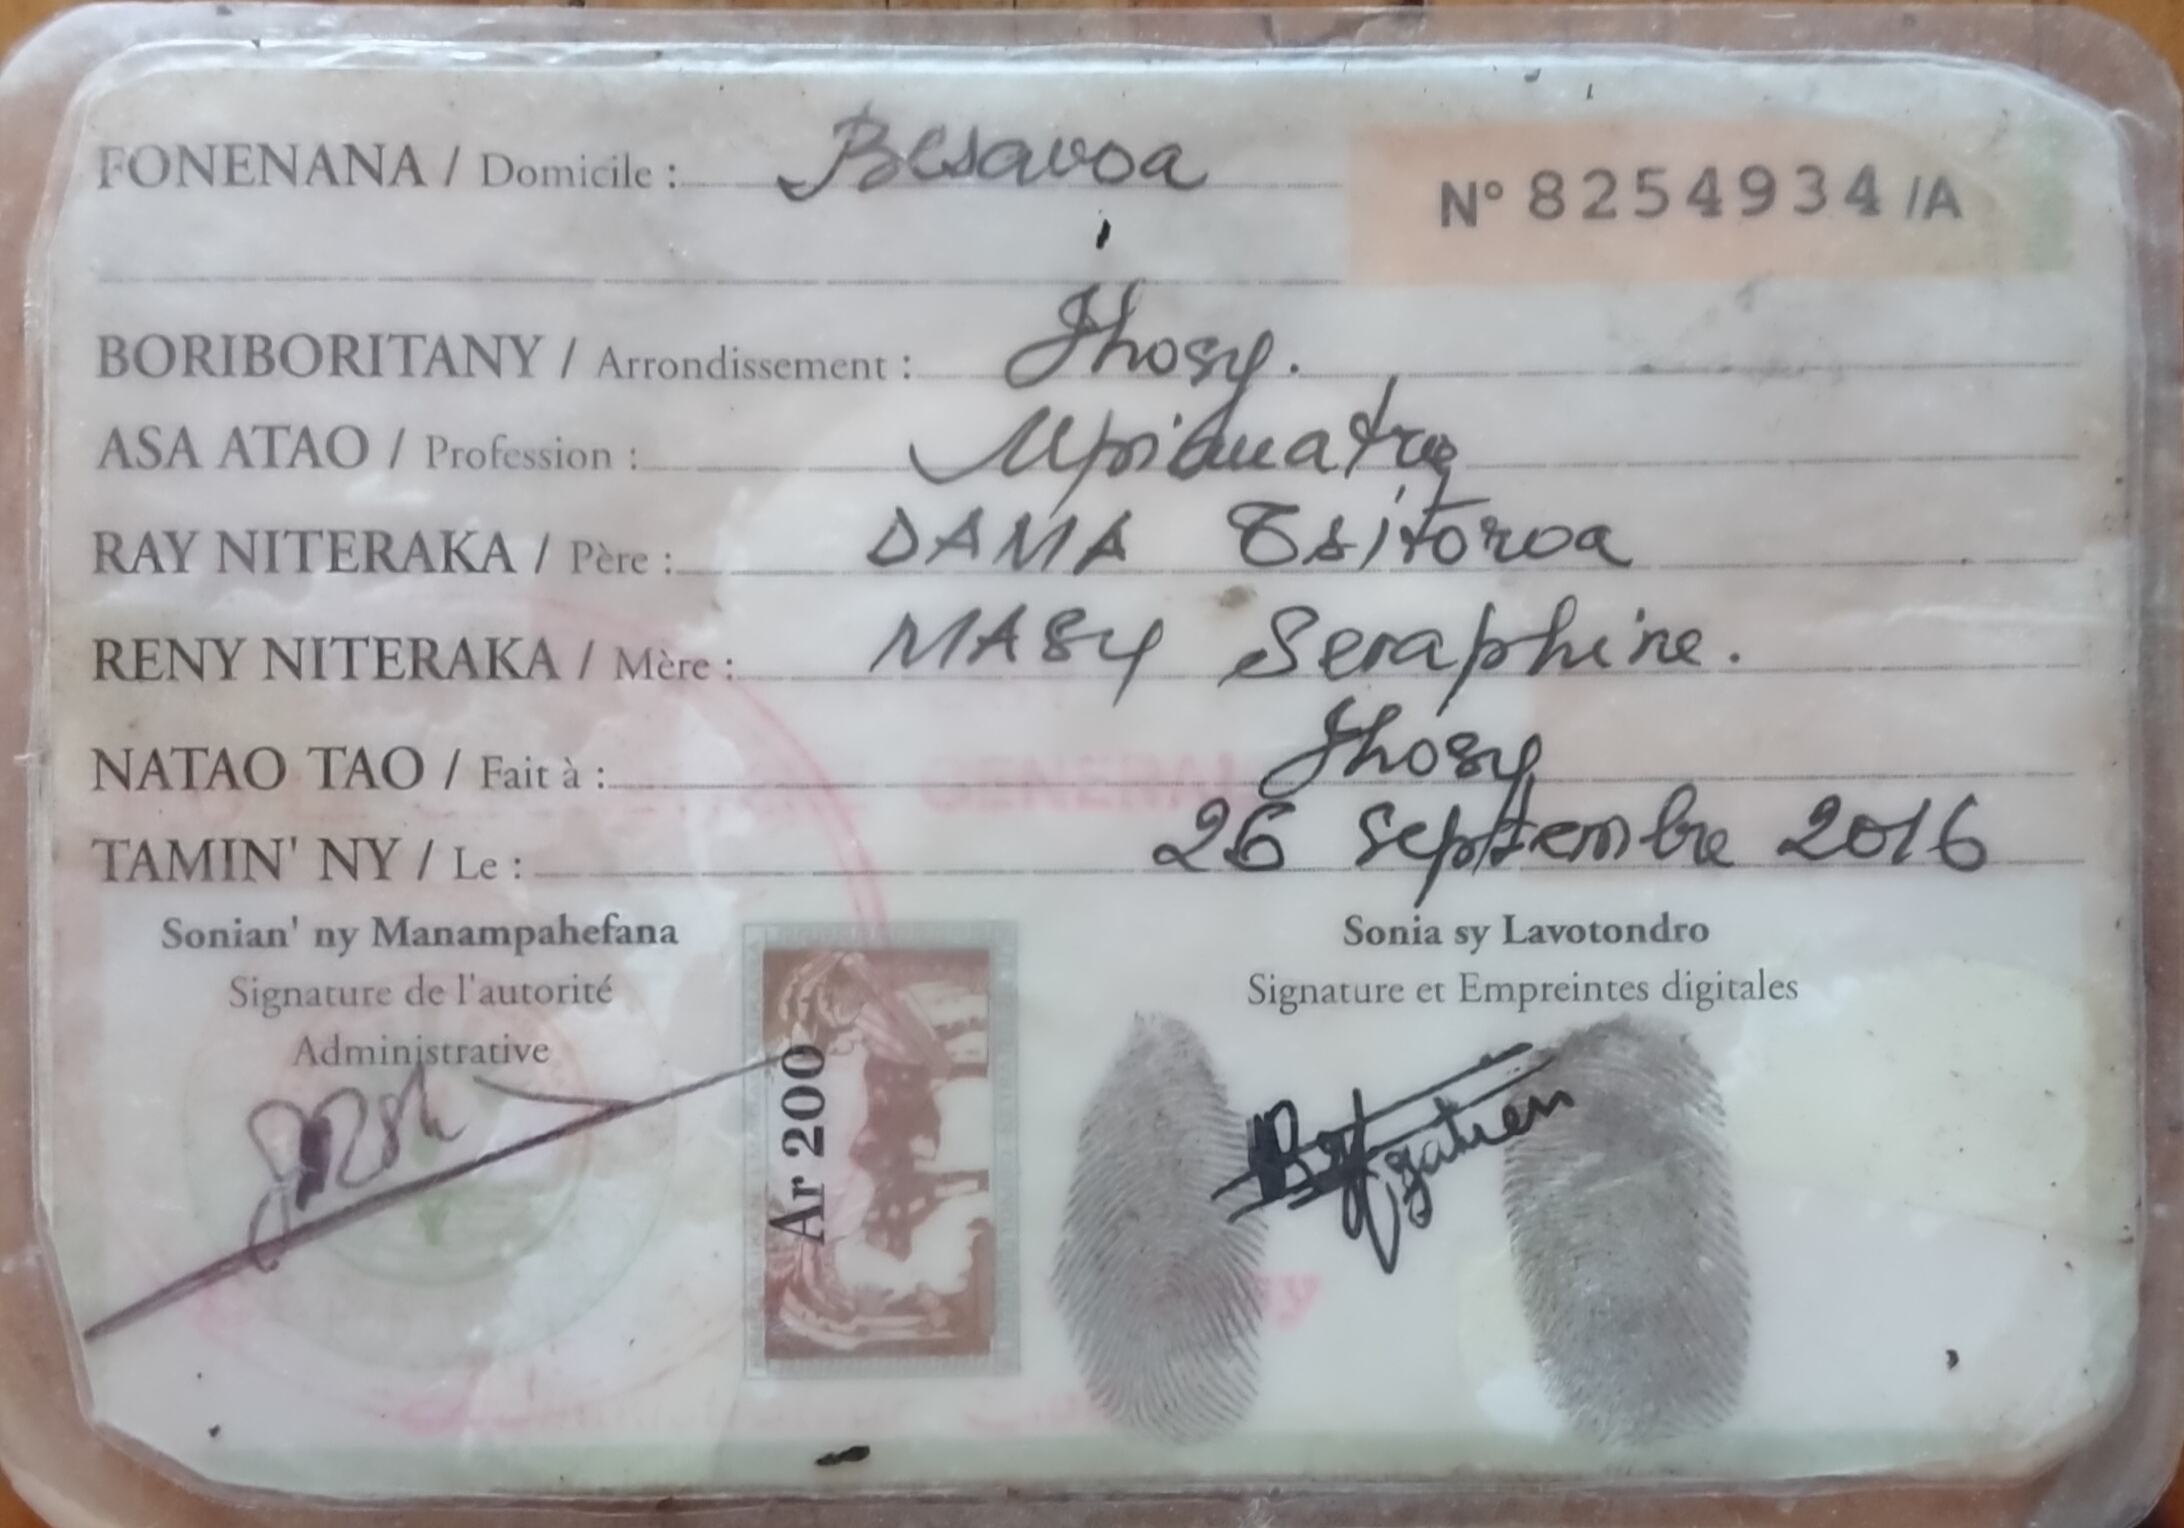 FONENANA / Domicile : Besavoa
N° 8254934 /A
BORIBORITANY / Arrondissement : Ihosy.
ASA ATAO / Profession : Mpianatra
RAY NITERAKA / Père : DAMA Tsitoroa
RENY NITERAKA / Mère : MASY Seraphine.
NATAO TAO / Fait à : Ihosy
TAMIN' NY / Le : 26 septembre 2016
Sonian' ny Manampahefana
Signature de l'autorité
Administrative
Sonia sy Lavotondro
Signature et Empreintes digitales
Ar 200
GENERAL